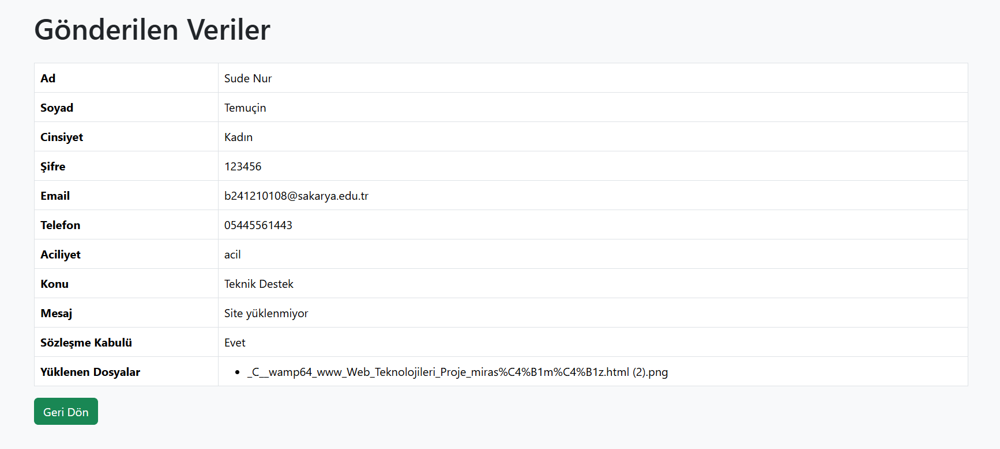 Gönderilen Veriler
Ad Sude Nur
Soyad Temuçin
Cinsiyet Kadın
Şifre 123456
Email b241210108@sakarya.edu.tr
Telefon 05445561443
Aciliyet acil
Konu Teknik Destek
Mesaj Site yüklenmiyor
Sözleşme Kabulü Evet
Yüklenen Dosyalar • _C__wamp64_www_Web_Teknolojileri_Proje_miras%C4%B1m%C4%B1z.html (2).png
Geri Dön